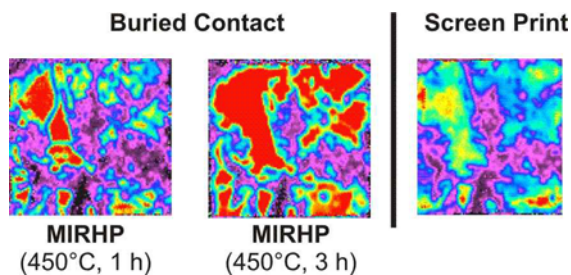 Buried Contact
Screen Print
MIRHP
(450°C, 1 h)
MIRHP
(450°C, 3 h)